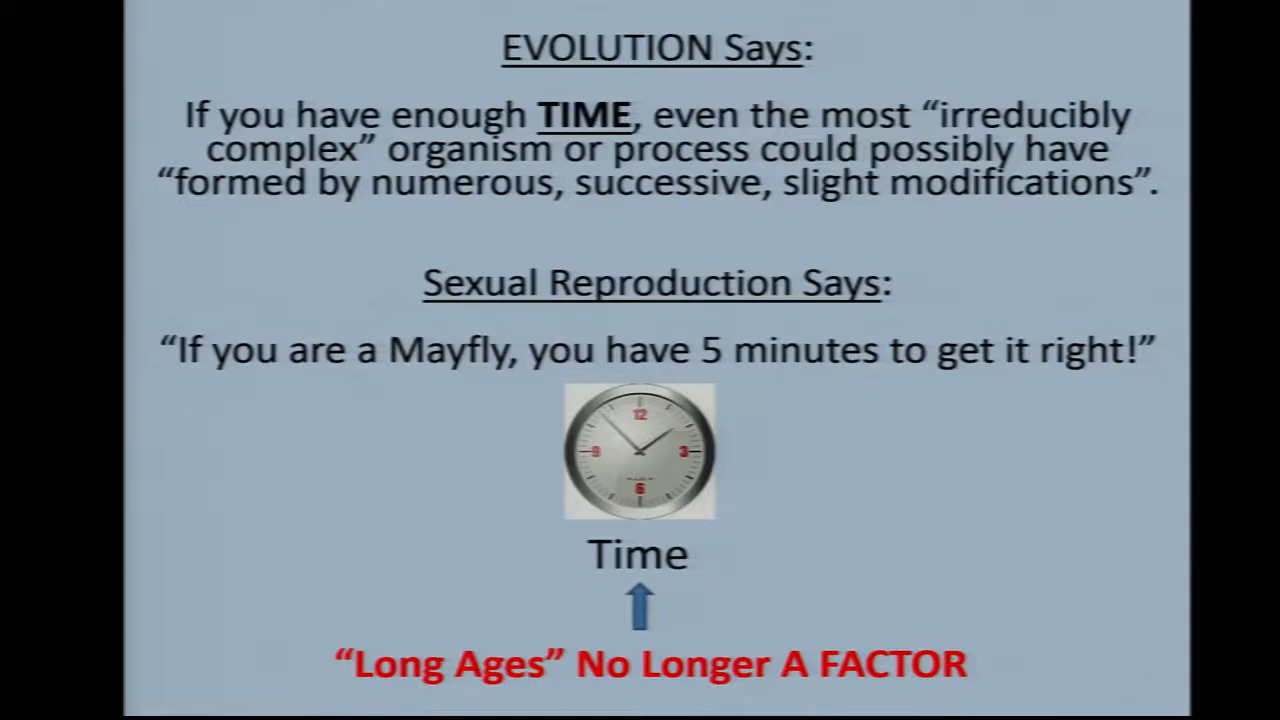 EVOLUTION Says:
If you have enough TIME, even the most “irreducibly
complex” organism or process could possibly have
“formed by numerous, successive, slight modifications”.
Sexual Reproduction Says:
“If you are a Mayfly, you have 5 minutes to get it right!”
12
9 3
6
Time
“Long Ages” No Longer A FACTOR